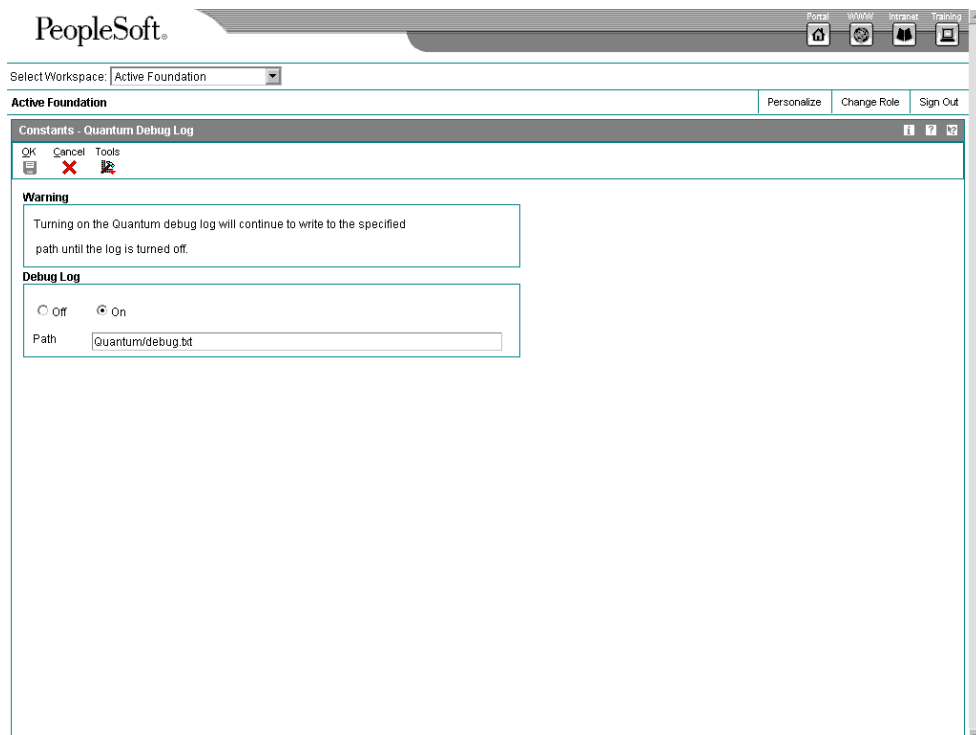 PeopleSoft®
Portal WWW Intranet Training
Select Workspace: Active Foundation
Active Foundation Personalize Change Role Sign Out
Constants - Quantum Debug Log
OK Cancel Tools
Warning
Turning on the Quantum debug log will continue to write to the specified
path until the log is turned off.
Debug Log
Off On
Path Quantum/debug.txt